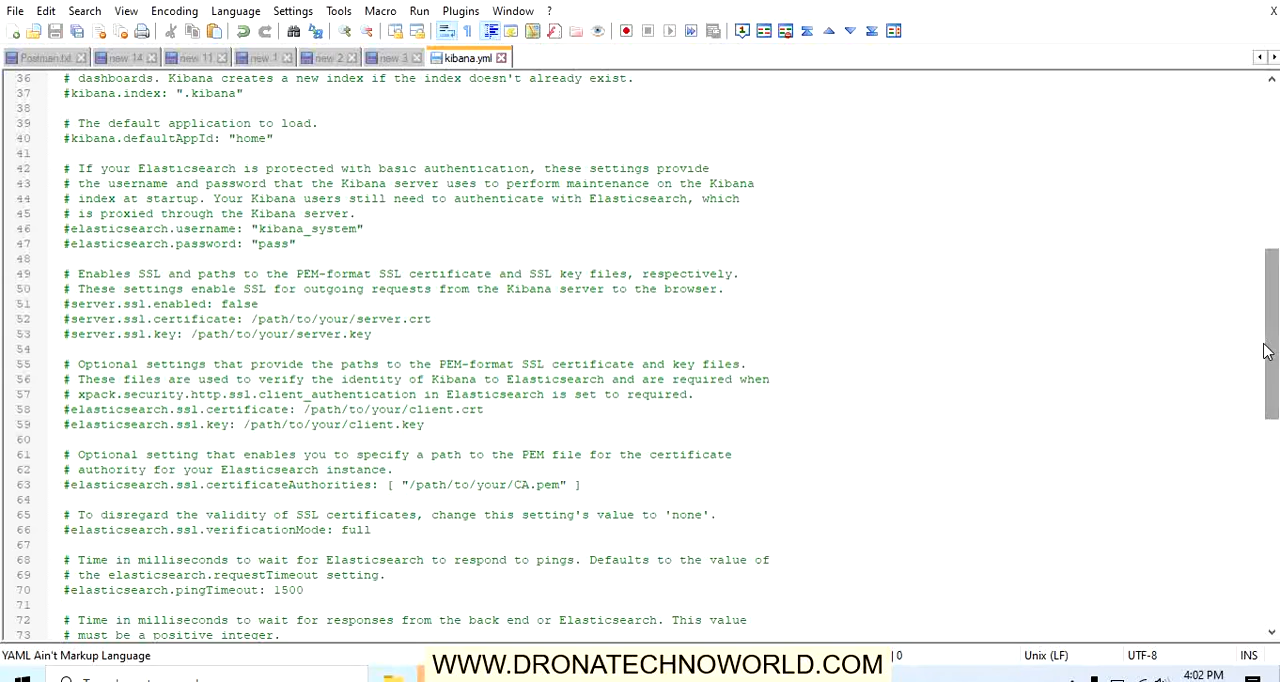 File Edit Search View Encoding Language Settings Tools Macro Run Plugins Window ? X
Postman.txt new 14 new 11 new 1 new 2 new 3 kibana.yml
36 # dashboards. Kibana creates a new index if the index doesn't already exist.
37 #kibana.index: ".kibana"
38
39 # The default application to load.
40 #kibana.defaultAppId: "home"
41
42 # If your Elasticsearch is protected with basic authentication, these settings provide
43 # the username and password that the Kibana server uses to perform maintenance on the Kibana
44 # index at startup. Your Kibana users still need to authenticate with Elasticsearch, which
45 # is proxied through the Kibana server.
46 #elasticsearch.username: "kibana_system"
47 #elasticsearch.password: "pass"
48
49 # Enables SSL and paths to the PEM-format SSL certificate and SSL key files, respectively.
50 # These settings enable SSL for outgoing requests from the Kibana server to the browser.
51 #server.ssl.enabled: false
52 #server.ssl.certificate: /path/to/your/server.crt
53 #server.ssl.key: /path/to/your/server.key
54
55 # Optional settings that provide the paths to the PEM-format SSL certificate and key files.
56 # These files are used to verify the identity of Kibana to Elasticsearch and are required when
57 # xpack.security.http.ssl.client_authentication in Elasticsearch is set to required.
58 #elasticsearch.ssl.certificate: /path/to/your/client.crt
59 #elasticsearch.ssl.key: /path/to/your/client.key
60
61 # Optional setting that enables you to specify a path to the PEM file for the certificate
62 # authority for your Elasticsearch instance.
63 #elasticsearch.ssl.certificateAuthorities: [ "/path/to/your/CA.pem" ]
64
65 # To disregard the validity of SSL certificates, change this setting's value to 'none'.
66 #elasticsearch.ssl.verificationMode: full
67
68 # Time in milliseconds to wait for Elasticsearch to respond to pings. Defaults to the value of
69 # the elasticsearch.requestTimeout setting.
70 #elasticsearch.pingTimeout: 1500
71
72 # Time in milliseconds to wait for responses from the back end or Elasticsearch. This value
73 # must be a positive integer.
YAML Ain't Markup Language 0 Unix (LF) UTF-8 INS
WWW.DRONATECHNOWORLD.COM
4:02 PM